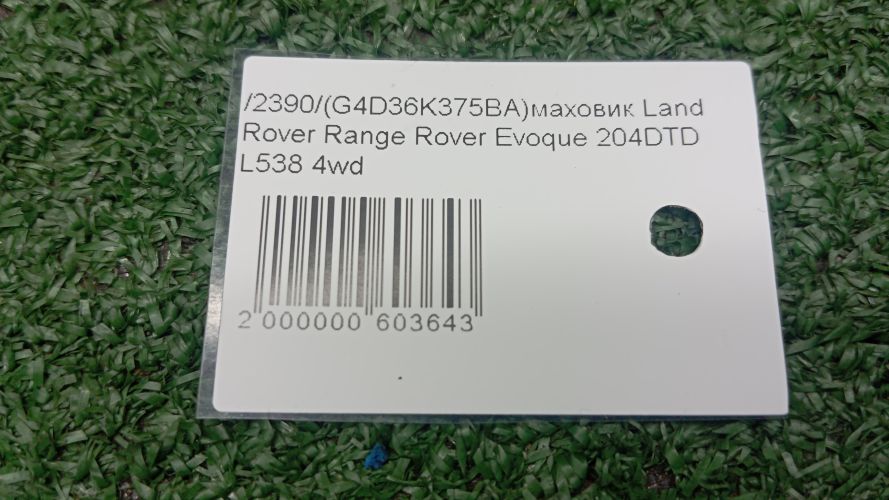 /2390/(G4D36K375BA)маховик Land
Rover Range Rover Evoque 204DTD
L538 4wd
2 000000 603643